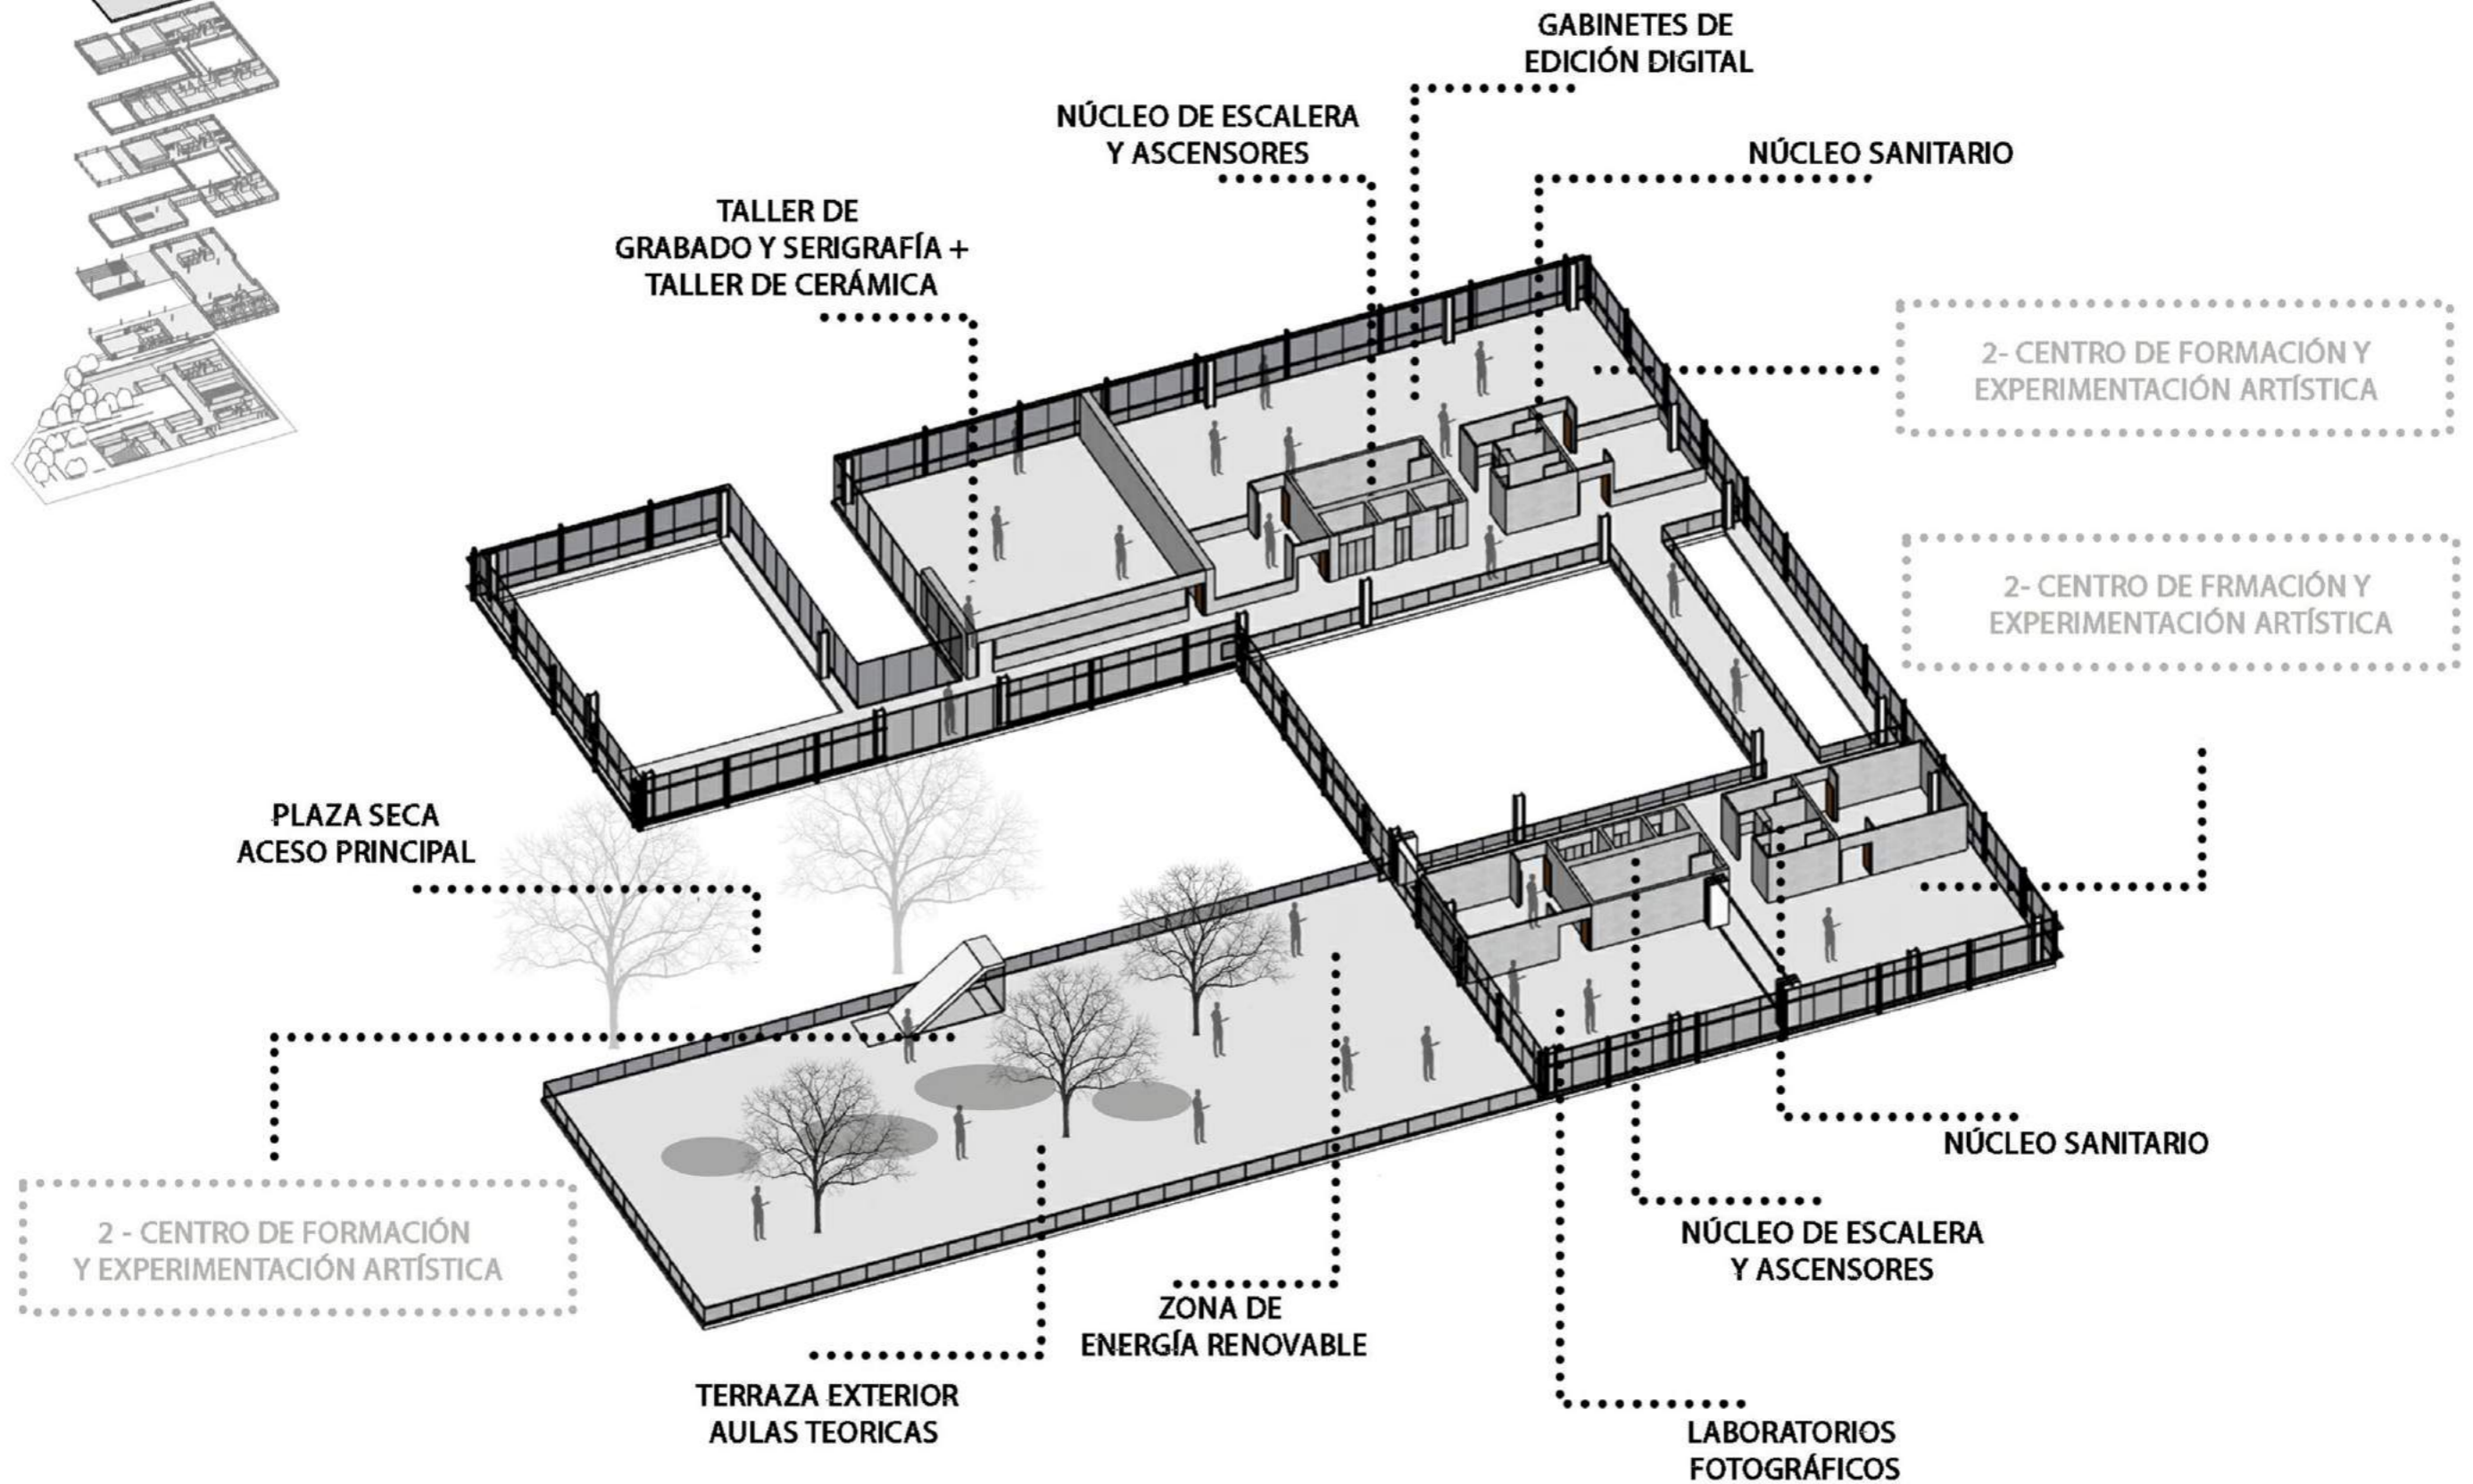 GABINETES DE
EDICIÓN DIGITAL
NÚCLEO DE ESCALERA
Y ASCENSORES
NÚCLEO SANITARIO
TALLER DE
GRABADO Y SERIGRAFÍA +
TALLER DE CERÁMICA
2- CENTRO DE FORMACIÓN Y
EXPERIMENTACIÓN ARTÍSTICA
2- CENTRO DE FRMACIÓN Y
EXPERIMENTACIÓN ARTÍSTICA
PLAZA SECA
ACESO PRINCIPAL
NÚCLEO SANITARIO
2 - CENTRO DE FORMACIÓN
Y EXPERIMENTACIÓN ARTÍSTICA
NÚCLEO DE ESCALERA
Y ASCENSORES
ZONA DE
ENERGÍA RENOVABLE
TERRAZA EXTERIOR
AULAS TEORICAS
LABORATORIOS
FOTOGRÁFICOS